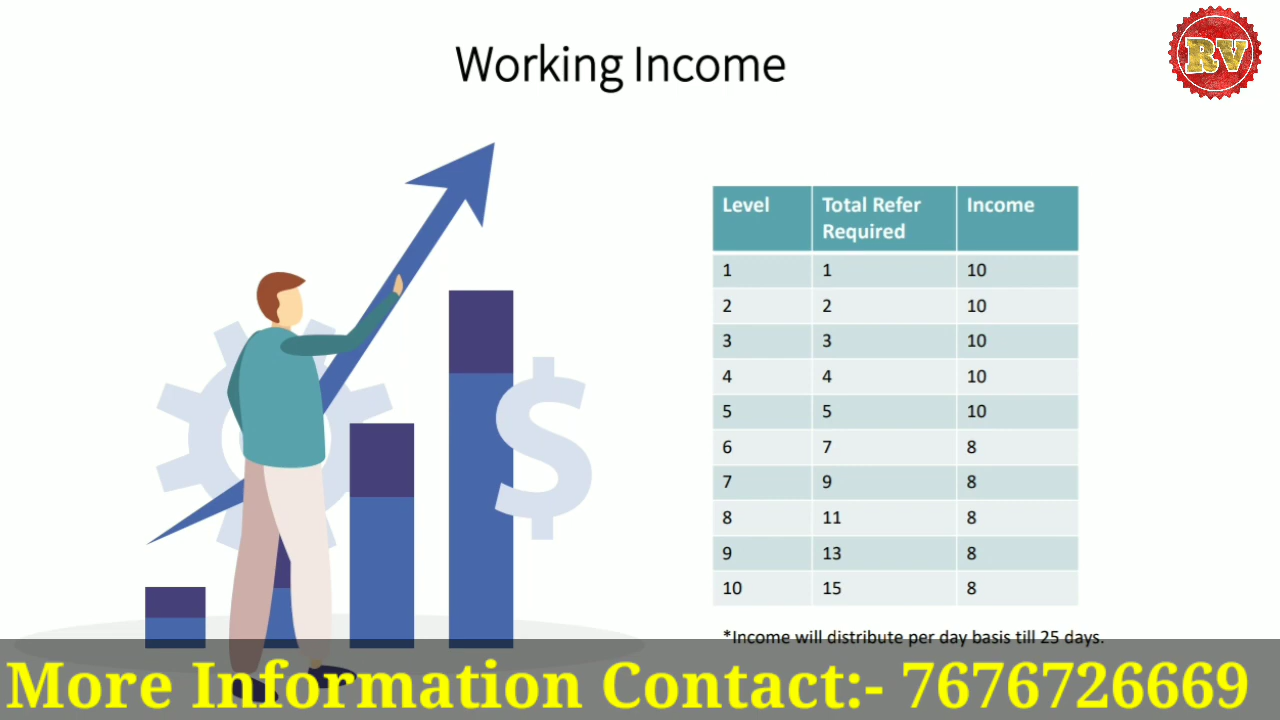 Working Income
RV
Level Total Refer Required Income
1 1 10
2 2 10
3 3 10
4 4 10
5 5 10
6 7 8
7 9 8
8 11 8
9 13 8
10 15 8
*Income will distribute per day basis till 25 days.
More Information Contact:- 7676726669